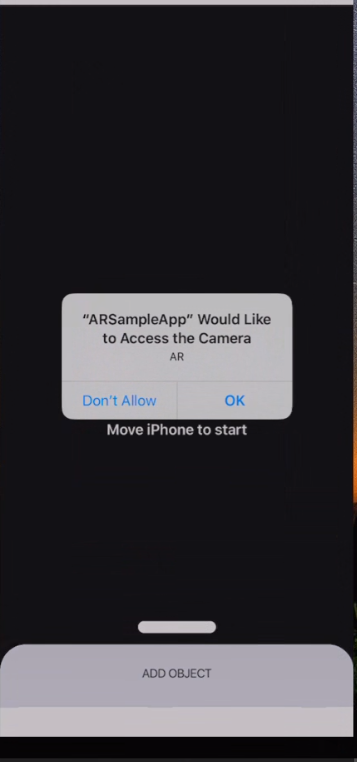 “ARSampleApp” Would Like
to Access the Camera
AR
Don't Allow
OK
Move iPhone to start
ADD OBJECT